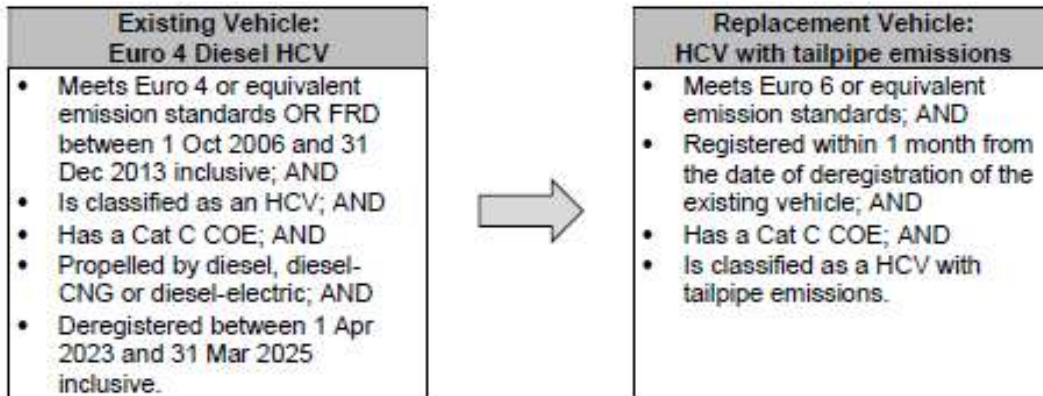 Existing Vehicle:
Euro 4 Diesel HCV
• Meets Euro 4 or equivalent
emission standards OR FRD
between 1 Oct 2006 and 31
Dec 2013 inclusive; AND
• Is classified as an HCV; AND
• Has a Cat C COE; AND
• Propelled by diesel, diesel-
CNG or diesel-electric; AND
• Deregistered between 1 Apr
2023 and 31 Mar 2025
inclusive.
Replacement Vehicle:
HCV with tailpipe emissions
• Meets Euro 6 or equivalent
emission standards; AND
• Registered within 1 month from
the date of deregistration of the
existing vehicle; AND
• Has a Cat C COE; AND
• Is classified as a HCV with
tailpipe emissions.